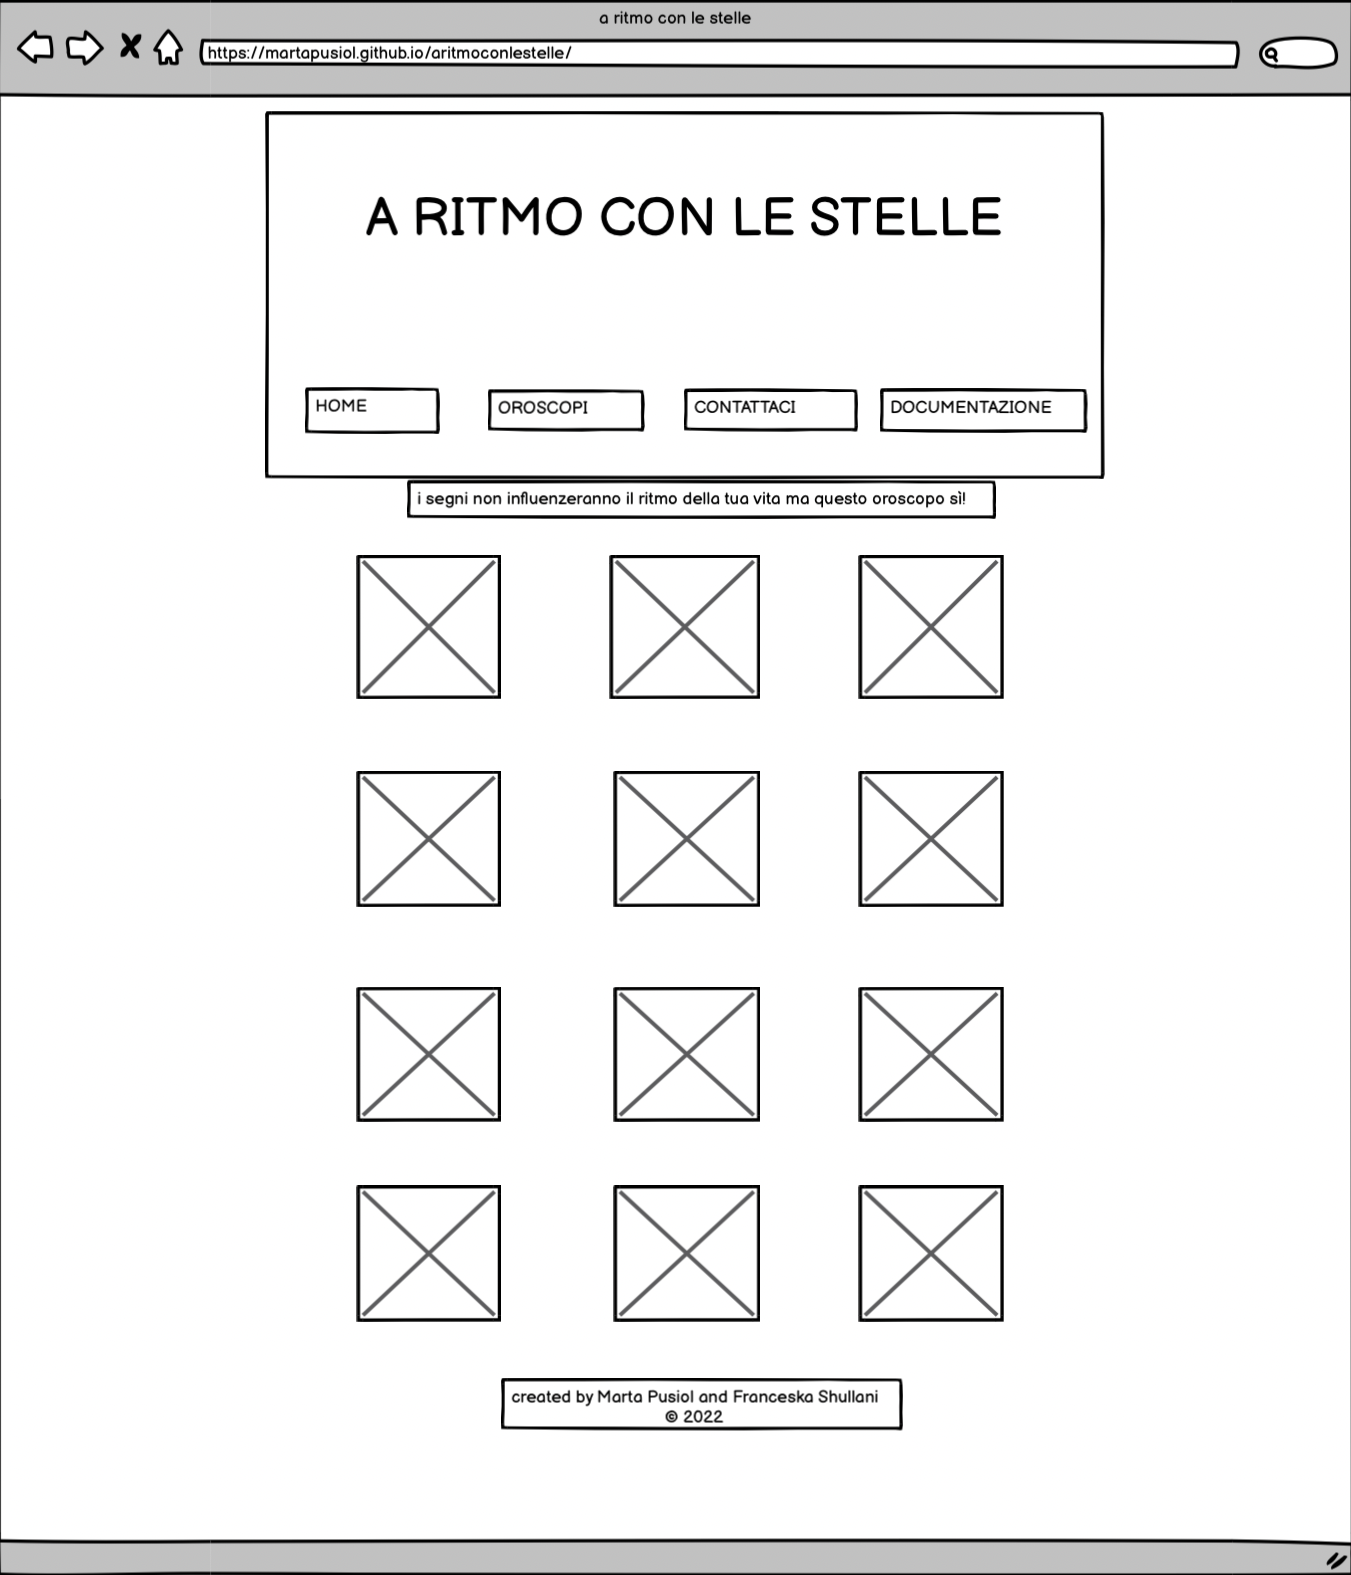 a ritmo con le stelle
https://martapusiol.github.io/aritmoconlestelle/
A RITMO CON LE STELLE
HOME
OROSCOPI
CONTATTACI
DOCUMENTAZIONE
i segni non influenzeranno il ritmo della tua vita ma questo oroscopo sì!
created by Marta Pusiol and Franceska Shullani
© 2022